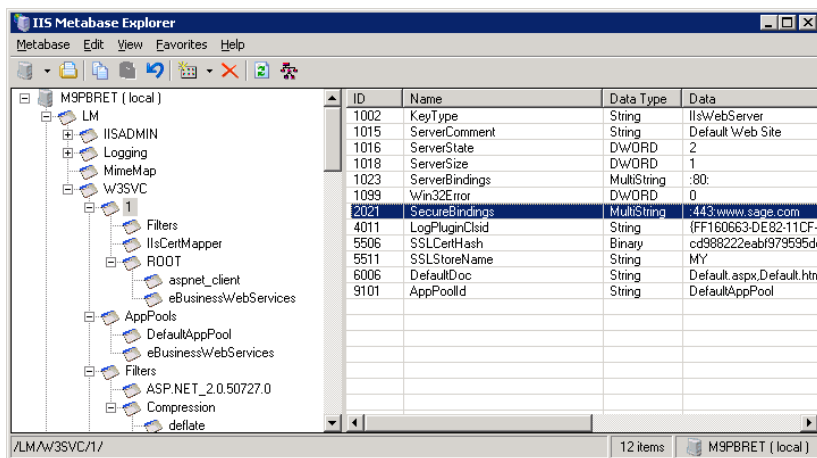 IIS Metabase Explorer
Metabase Edit View Favorites Help
M9PBRET ( local )
LM
IISADMIN
Logging
MimeMap
W3SVC
1
Filters
IIsCertMapper
ROOT
aspnet_client
eBusinessWebServices
AppPools
DefaultAppPool
eBusinessWebServices
Filters
ASP.NET_2.0.50727.0
Compression
deflate
ID Name Data Type Data
1002 KeyType String IIsWebServer
1015 ServerComment String Default Web Site
1016 ServerState DWORD 2
1018 ServerSize DWORD 1
1023 ServerBindings MultiString :80:
1099 Win32Error DWORD 0
2021 SecureBindings MultiString :443:www.sage.com
4011 LogPluginClsid String {FF160663-DE82-11CF-
5506 SSLCertHash Binary cd988222eabf979595d
5511 SSLStoreName String MY
6006 DefaultDoc String Default.aspx,Default.htm
9101 AppPoolId String DefaultAppPool
/LM/W3SVC/1/ 12 items M9PBRET ( local )